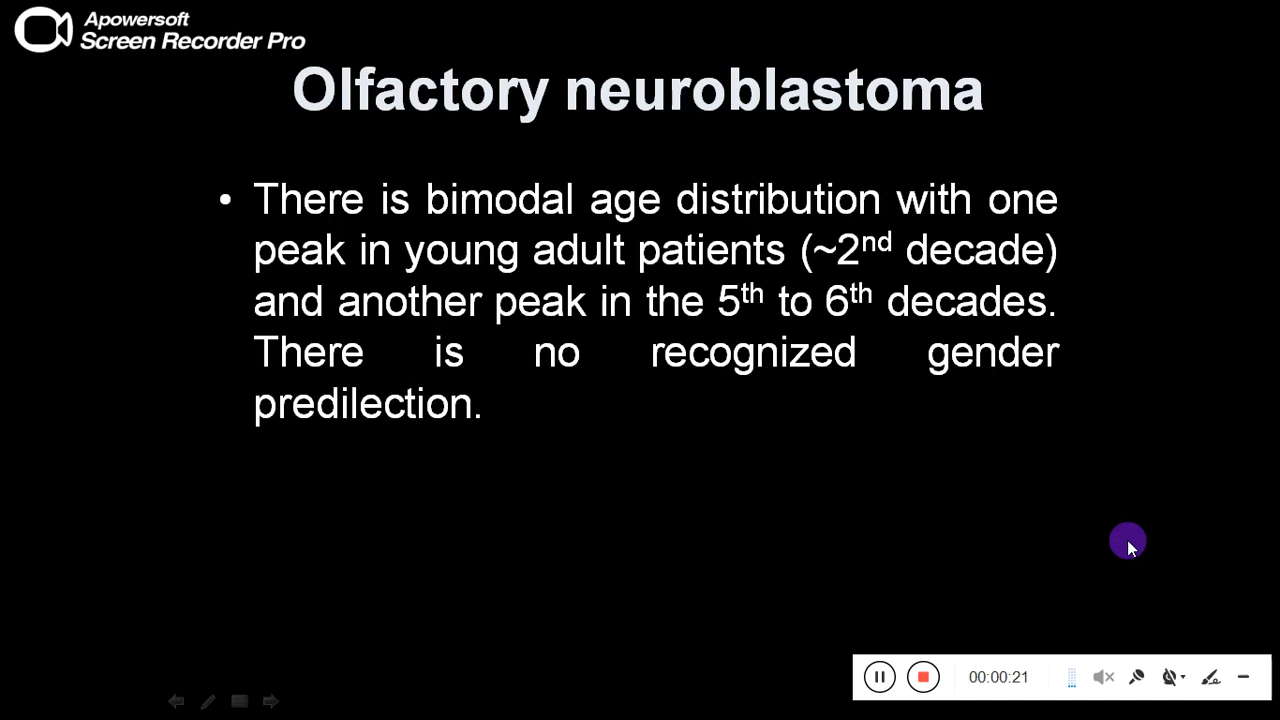 Apowersoft
Screen Recorder Pro
Olfactory neuroblastoma
• There is bimodal age distribution with one
peak in young adult patients (~2nd decade)
and another peak in the 5th to 6th decades.
There is no recognized gender
predilection.
00:00:21